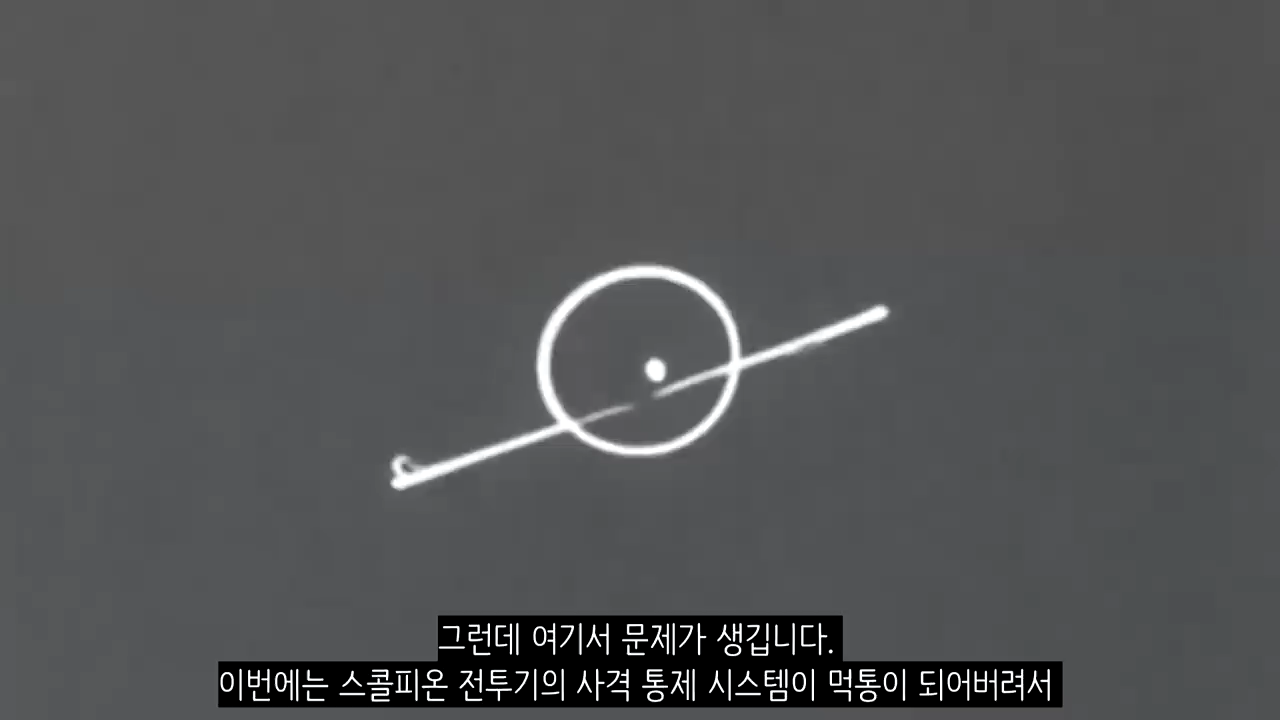 그런데 여기서 문제가 생깁니다.
이번에는 스콜피온 전투기의 사격 통제 시스템이 먹통이 되어버려서